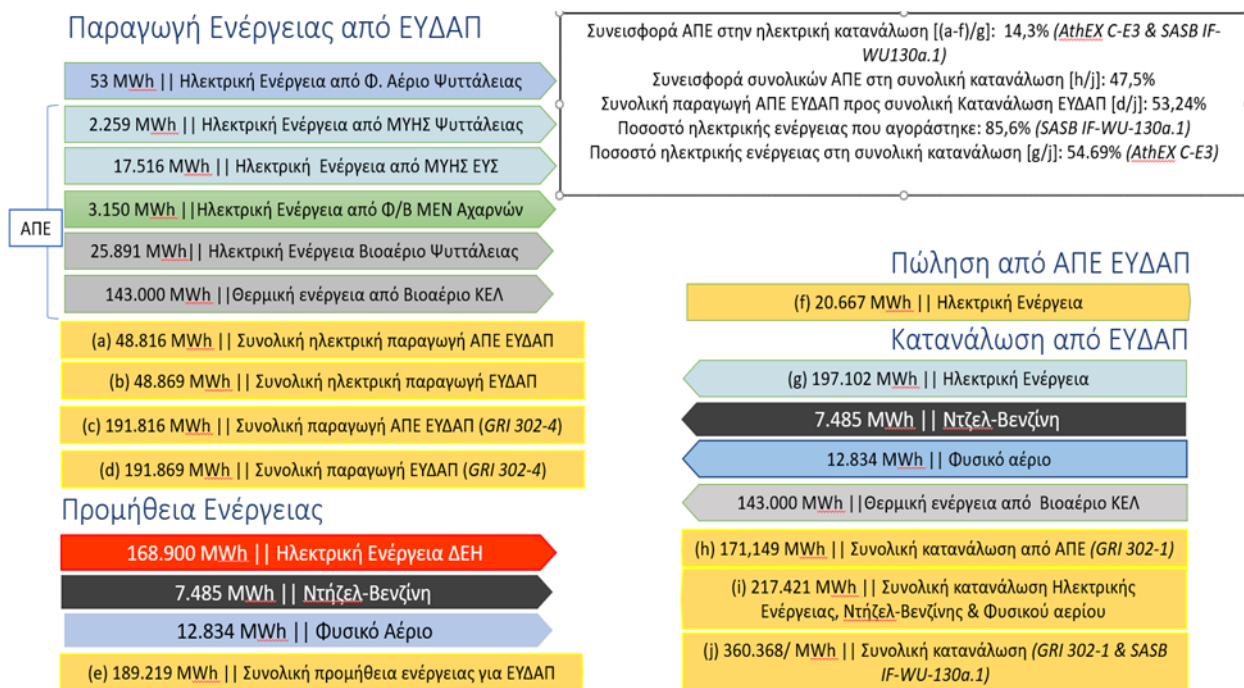 Παραγωγή Ενέργειας από ΕΥΔΑΠ
53 MWh || Ηλεκτρική Ενέργεια από Φ. Αέριο Ψυττάλειας
2.259 MWh || Ηλεκτρική Ενέργεια από ΜΥΗΣ Ψυττάλειας
17.516 MWh || Ηλεκτρική Ενέργεια από ΜΥΗΣ ΕΥΣ
ΑΠΕ
3.150 MWh ||Ηλεκτρική Ενέργεια από Φ/Β ΜΕΝ Αχαρνών
25.891 MWh|| Ηλεκτρική Ενέργεια Βιοαέριο Ψυττάλειας
143.000 MWh ||Θερμική ενέργεια από Βιοαέριο ΚΕΛ
(a) 48.816 MWh || Συνολική ηλεκτρική παραγωγή ΑΠΕ ΕΥΔΑΠ
(b) 48.869 MWh || Συνολική ηλεκτρική παραγωγή ΕΥΔΑΠ
(c) 191.816 MWh || Συνολική παραγωγή ΑΠΕ ΕΥΔΑΠ (GRI 302-4)
(d) 191.869 MWh || Συνολική παραγωγή ΕΥΔΑΠ (GRI 302-4)
Προμήθεια Ενέργειας
168.900 MWh || Ηλεκτρική Ενέργεια ΔΕΗ
7.485 MWh || Ντήζελ-Βενζίνη
12.834 MWh || Φυσικό Αέριο
(e) 189.219 MWh || Συνολική προμήθεια ενέργειας για ΕΥΔΑΠ
Συνεισφορά ΑΠΕ στην ηλεκτρική κατανάλωση [(a-f)/g]: 14,3% (AthEX C-E3 & SASB IF-
WU130a.1)
Συνεισφορά συνολικών ΑΠΕ στη συνολική κατανάλωση [h/j]: 47,5%
Συνολική παραγωγή ΑΠΕ ΕΥΔΑΠ προς συνολική Κατανάλωση ΕΥΔΑΠ [d/j]: 53,24%
Ποσοστό ηλεκτρικής ενέργειας που αγοράστηκε: 85,6% (SASB IF-WU-130a.1)
Ποσοστό ηλεκτρικής ενέργειας στη συνολική κατανάλωση [g/j]: 54.69% (AthEX C-E3)
Πώληση από ΑΠΕ ΕΥΔΑΠ
(f) 20.667 MWh || Ηλεκτρική Ενέργεια
Κατανάλωση από ΕΥΔΑΠ
(g) 197.102 MWh || Ηλεκτρική Ενέργεια
7.485 MWh || Ντζελ-Βενζίνη
12.834 MWh || Φυσικό αέριο
143.000 MWh ||Θερμική ενέργεια από Βιοαέριο ΚΕΛ
(h) 171,149 MWh || Συνολική κατανάλωση από ΑΠΕ (GRI 302-1)
(i) 217.421 MWh || Συνολική κατανάλωση Ηλεκτρικής
Ενέργειας, Ντήζελ-Βενζίνης & Φυσικού αερίου
(j) 360.368/ MWh || Συνολική κατανάλωση (GRI 302-1 & SASB
IF-WU-130a.1)